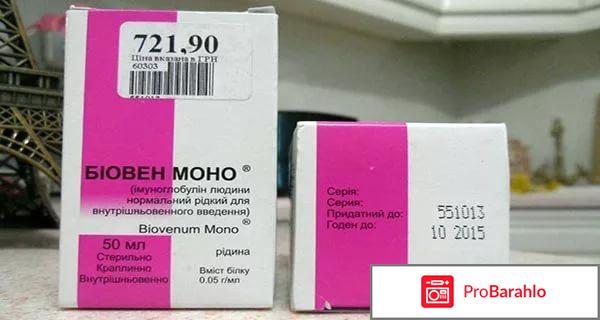 721,90
Ціна вказана в ГРН
60303
551013
БІОВЕН МОНО®
(імуноглобулін людини
нормальний рідкий для
внутрішньовенного введення)
Biovenum Mono®
50 мл
рідина
Стерильно
Краплинно
Внутрішньовенно
Вміст білку
0.05 г/мл
Серія:
Серия:
551013
Придатний до:
Годен до:
10 2015
ProBarahlo